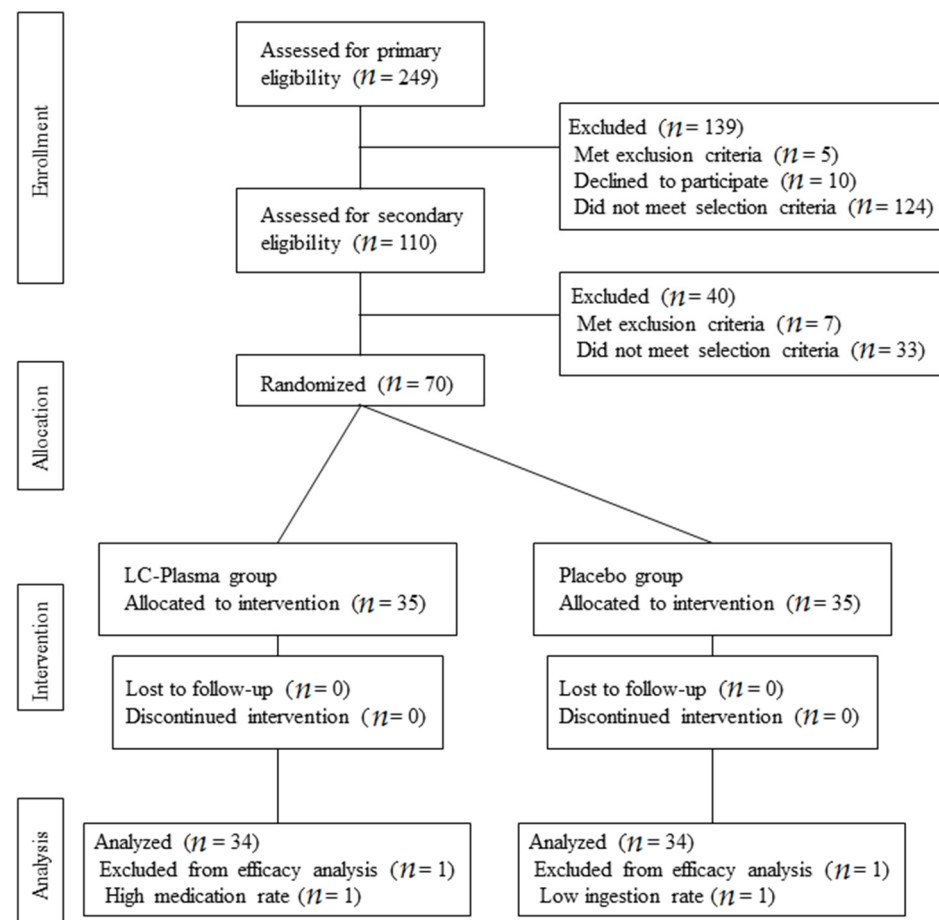 Enrollment
Assessed for primary
eligibility (n = 249)
Excluded (n = 139)
Met exclusion criteria (n = 5)
Declined to participate (n = 10)
Did not meet selection criteria (n = 124)
Assessed for secondary
eligibility (n = 110)
Excluded (n = 40)
Met exclusion criteria (n = 7)
Did not meet selection criteria (n = 33)
Allocation
Randomized (n = 70)
Intervention
LC-Plasma group
Allocated to intervention (n = 35)
Placebo group
Allocated to intervention (n = 35)
Lost to follow-up (n = 0)
Discontinued intervention (n = 0)
Lost to follow-up (n = 0)
Discontinued intervention (n = 0)
Analysis
Analyzed (n = 34)
Excluded from efficacy analysis (n = 1)
High medication rate (n = 1)
Analyzed (n = 34)
Excluded from efficacy analysis (n = 1)
Low ingestion rate (n = 1)